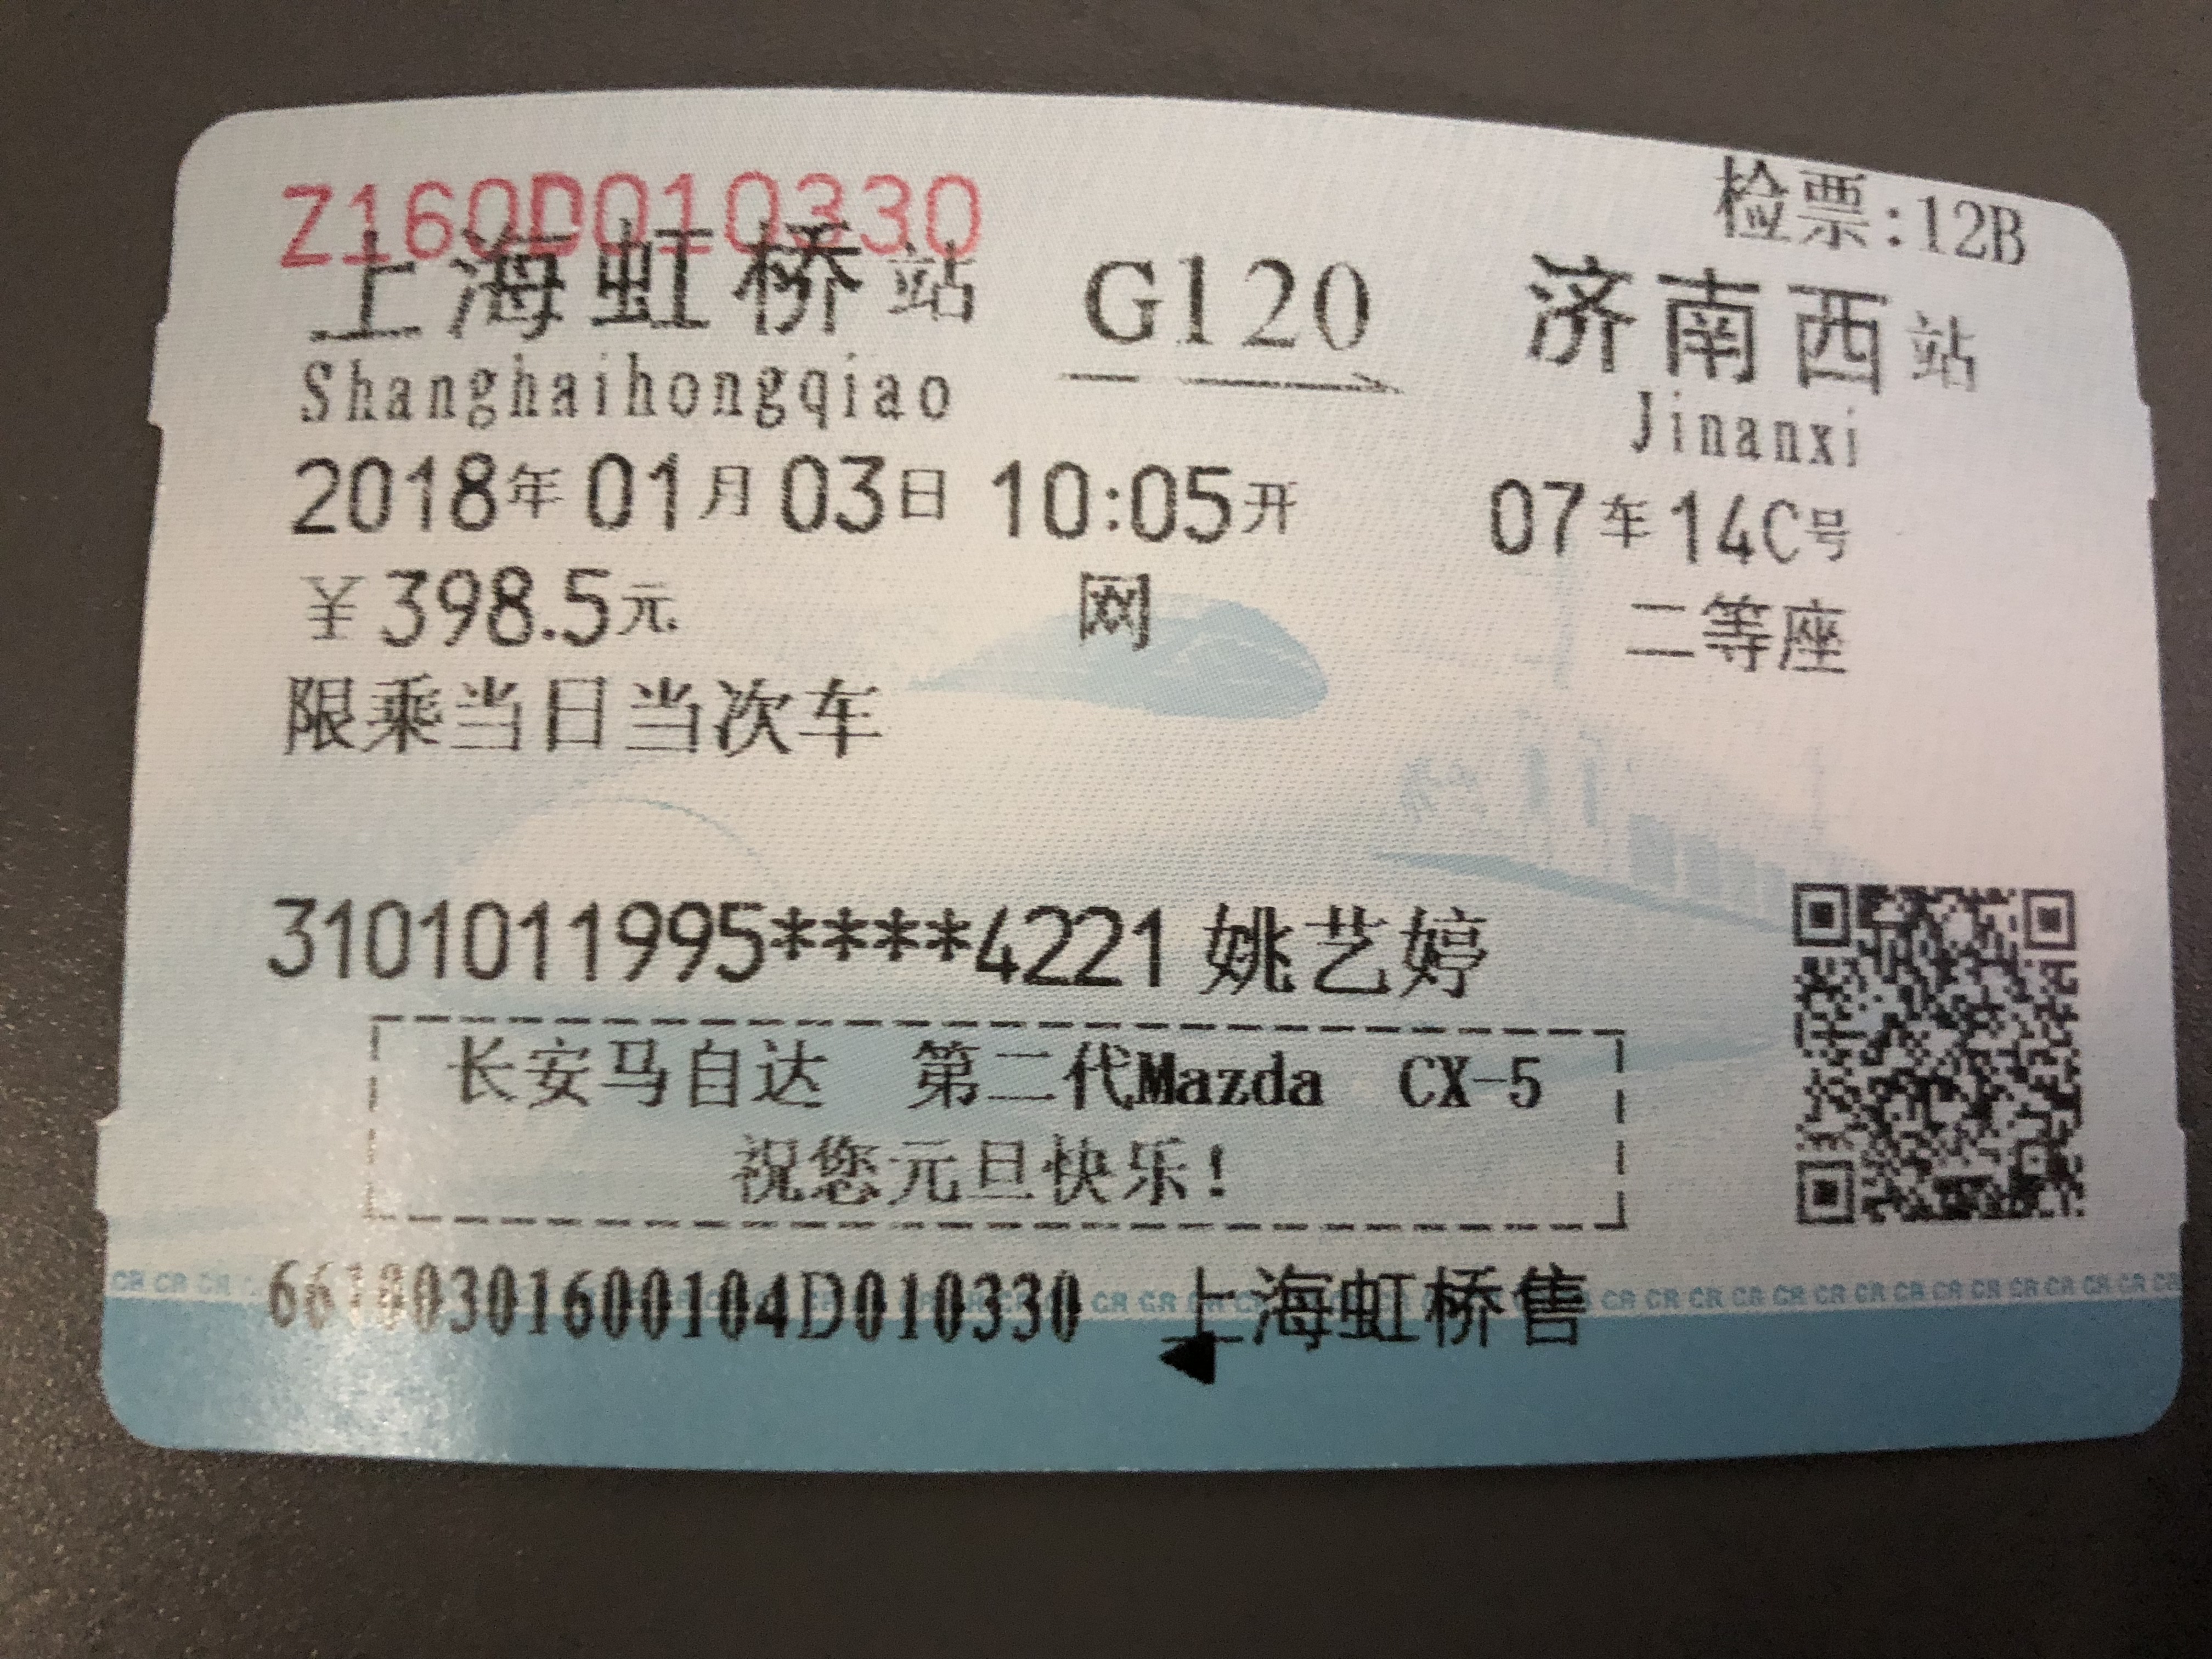 Z160D010330
检票:12B
上海虹桥站 G120 济南西站
Shanghaihongqiao Jinanxi
2018年01月03日 10:05开 07车14C号
¥398.5元 网 二等座
限乘当日当次车
3101011995****4221 姚艺婷
长安马自达 第二代Mazda CX-5
祝您元旦快乐!
上海虹桥售